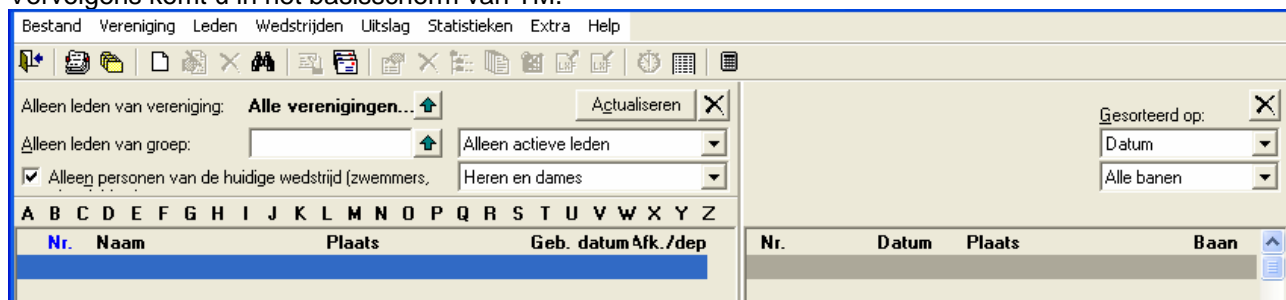 Vervolgens komt u in het basisscherm van TM.
Bestand Vereniging Leden Wedstrijden Uitslag Statistieken Extra Help
Alleen leden van vereniging: Alle verenigingen... Actualiseren
Gesorteerd op:
Alleen leden van groep: Alleen actieve leden Datum
Alleen personen van de huidige wedstrijd (zwemmers, Heren en dames Alle banen
A B C D E F G H I J K L M N O P Q R S T U V W X Y Z
Nr. Naam Plaats Geb. datum Afk./dep Nr. Datum Plaats Baan